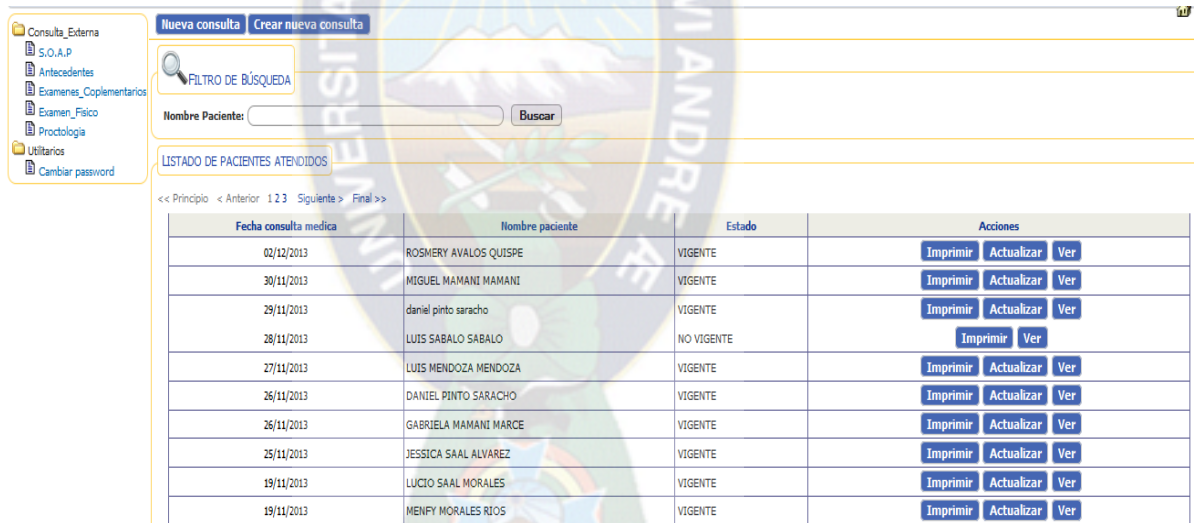 Consulta_Externa
S.O.A.P
Antecedentes
Examenes_Coplementarios
Examen_Fisico
Proctologia
Utilitarios
Cambiar password
Nueva consulta Crear nueva consulta
FILTRO DE BÚSQUEDA
Nombre Paciente: Buscar
LISTADO DE PACIENTES ATENDIDOS
<< Principio < Anterior 1 2 3 Siguiente > Final >>
Fecha consulta medica Nombre paciente Estado Acciones
02/12/2013 ROSMERY AVALOS QUISPE VIGENTE Imprimir Actualizar Ver
30/11/2013 MIGUEL MAMANI MAMANI VIGENTE Imprimir Actualizar Ver
29/11/2013 daniel pinto saracho VIGENTE Imprimir Actualizar Ver
28/11/2013 LUIS SABALO SABALO NO VIGENTE Imprimir Ver
27/11/2013 LUIS MENDOZA MENDOZA VIGENTE Imprimir Actualizar Ver
26/11/2013 DANIEL PINTO SARACHO VIGENTE Imprimir Actualizar Ver
26/11/2013 GABRIELA MAMANI MARCE VIGENTE Imprimir Actualizar Ver
25/11/2013 JESSICA SAAL ALVAREZ VIGENTE Imprimir Actualizar Ver
19/11/2013 LUCIO SAAL MORALES VIGENTE Imprimir Actualizar Ver
19/11/2013 MENFY MORALES RIOS VIGENTE Imprimir Actualizar Ver